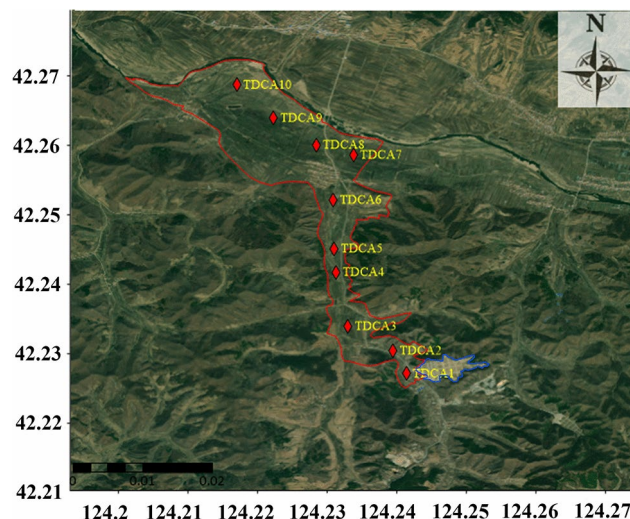 N
42.27
42.26
42.25
42.24
42.23
42.22
42.21
TDCA10
TDCA9
TDCA8
TDCA7
TDCA6
TDCA5
TDCA4
TDCA3
TDCA2
TDCA1
0 0.01 0.02
124.2 124.21 124.22 124.23 124.24 124.25 124.26 124.27